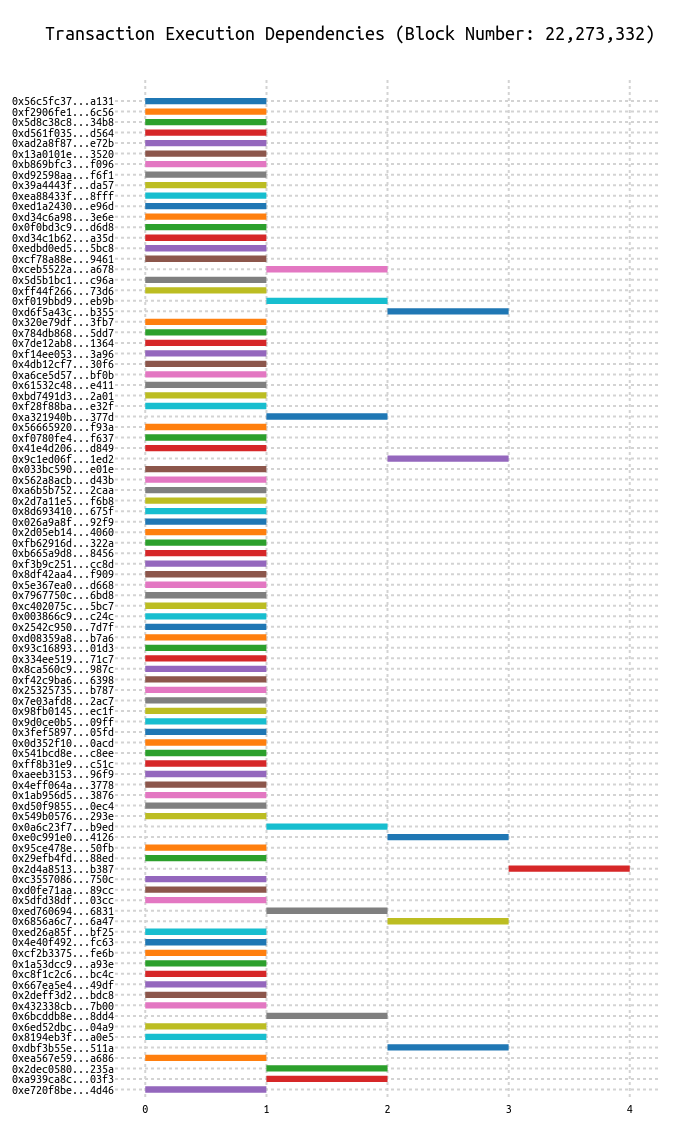 Transaction Execution Dependencies (Block Number: 22,273,332)
0x56c5fc37...a131
0xf2906fe1...6c56
0x5d8c38c8...34b8
0xd561f035...d564
0xad2a8f87...e72b
0x13a0101e...3520
0xb869bfc3...f096
0xd92598aa...f6f1
0x39a4443f...da57
0xea88433f...8fff
0xed1a2430...e96d
0xd34c6a98...3e6e
0x0f0bd3c9...d6d8
0xd34c1b62...a35d
0xedbd0ed5...5bc8
0xcf78a88e...9461
0xceb5522a...a678
0x5d5b1bc1...c96a
0xff44f266...73d6
0xf019bbd9...eb9b
0xd6f5a43c...b355
0x320e79df...3fb7
0x784db868...5dd7
0x7de12ab8...1364
0xf14ee053...3a96
0x4db12cf7...30f6
0xa6ce5d57...bf0b
0x61532c48...e411
0xbd7491d3...2a01
0xf28f88ba...e32f
0xa321940b...377d
0x56665920...f93a
0xf0780fe4...f637
0x41e4d206...d849
0x9c1ed06f...1ed2
0x033bc590...e01e
0x562a8acb...d43b
0xa6b5b752...2caa
0x2d7a11e5...f6b8
0x8d693410...675f
0x026a9a8f...92f9
0x2d05eb14...4060
0xfb62916d...322a
0xb665a9d8...8456
0xf3b9c251...cc8d
0x8df42aa4...f909
0x5e367ea0...d668
0x7967750c...6bd8
0xc402075c...5bc7
0x003866c9...c24c
0x2542c950...7d7f
0xd08359a8...b7a6
0x93c16893...01d3
0x334ee519...71c7
0x8ca560c9...987c
0xf42c9ba6...6398
0x25325735...b787
0x7e03afd8...2ac7
0x98fb0145...ec1f
0x9d0ce0b5...09ff
0x3fef5897...05fd
0x0d352f10...0acd
0x541bcd8e...c8ee
0xff8b31e9...c51c
0xaeeb3153...96f9
0x4eff064a...3778
0x1ab956d5...3876
0xd50f9855...0ec4
0x549b0576...293e
0x0a6c23f7...b9ed
0xe0c991e0...4126
0x95ce478e...50fb
0x29efb4fd...88ed
0x2d4a8513...b387
0xc3557086...750c
0xd0fe71aa...89cc
0x5dfd38df...03cc
0xed760694...6831
0x6856a6c7...6a47
0xed26a85f...bf25
0x4e40f492...fc63
0xcf2b3375...fe6b
0x1a53dcc9...a93e
0xc8f1c2c6...bc4c
0x667ea5e4...49df
0x2deff3d2...bdc8
0x432338cb...7b00
0x6bcddb8e...8dd4
0x6ed52dbc...04a9
0x8194eb3f...a0e5
0xdbf3b55e...511a
0xea567e59...a686
0x2dec0580...235a
0xa939ca8c...03f3
0xe720f8be...4d46
0 1 2 3 4